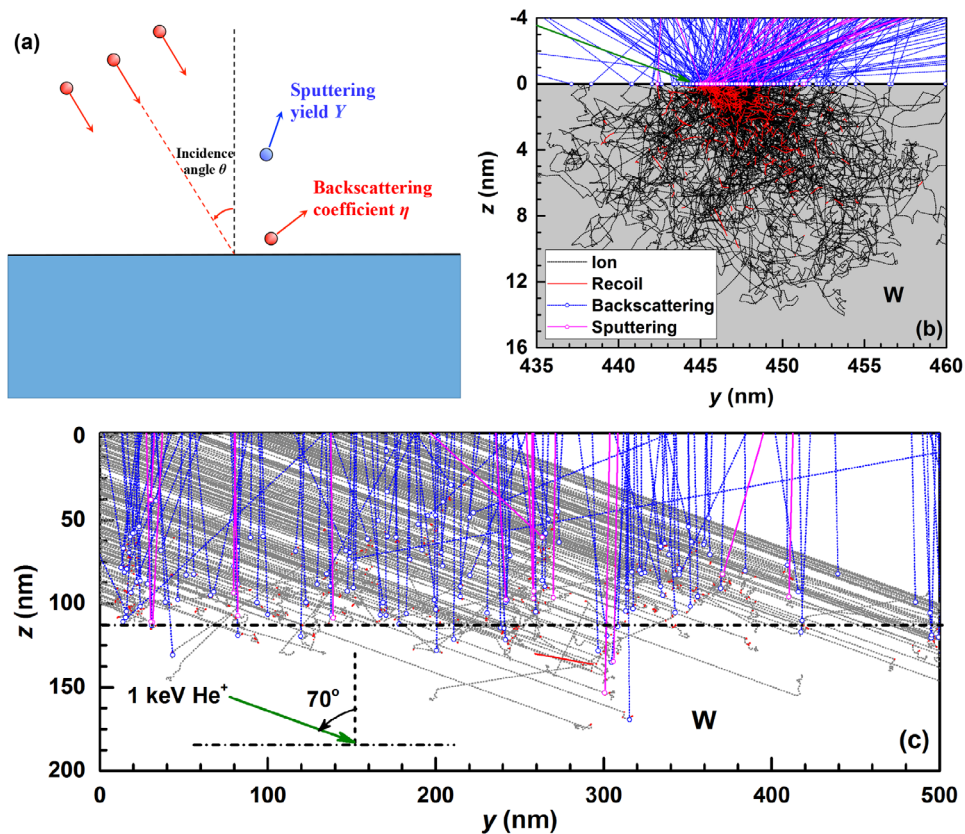 (a)
Sputtering
yield Y
Incidence
angle θ
Backscattering
coefficient η
-4
0
4
8
12
16
z (nm)
Ion
Recoil
Backscattering
Sputtering
W
(b)
435 440 445 450 455 460
y (nm)
0
50
100
150
200
z (nm)
1 keV He+
70°
W
(c)
0 100 200 300 400 500
y (nm)